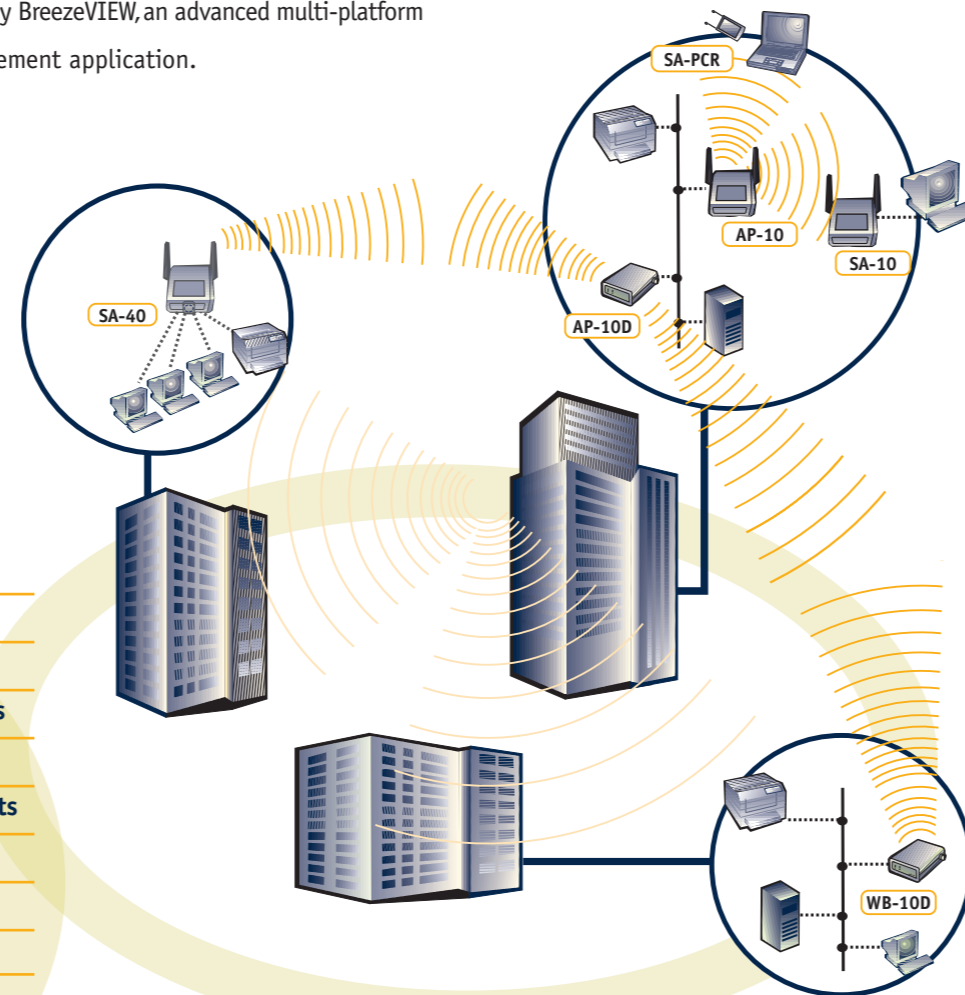 y BreezeVIEW, an advanced multi-platform
ement application.
SA-PCR
AP-10
SA-10
SA-40
AP-10D
s
ts
WB-10D